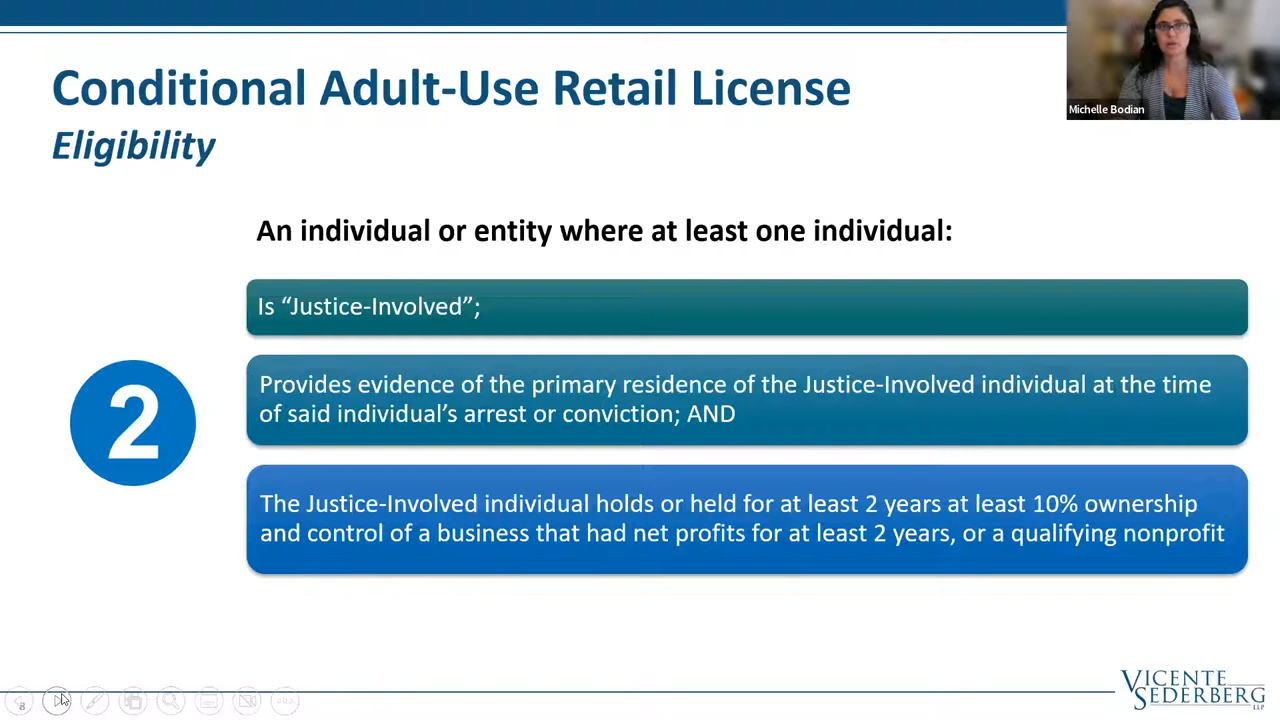 Conditional Adult-Use Retail License
Eligibility
Michelle Bodian
An individual or entity where at least one individual:
Is “Justice-Involved”;
2
Provides evidence of the primary residence of the Justice-Involved individual at the time
of said individual’s arrest or conviction; AND
The Justice-Involved individual holds or held for at least 2 years at least 10% ownership
and control of a business that had net profits for at least 2 years, or a qualifying nonprofit
8
VICENTE
SEDERBERG
LLP